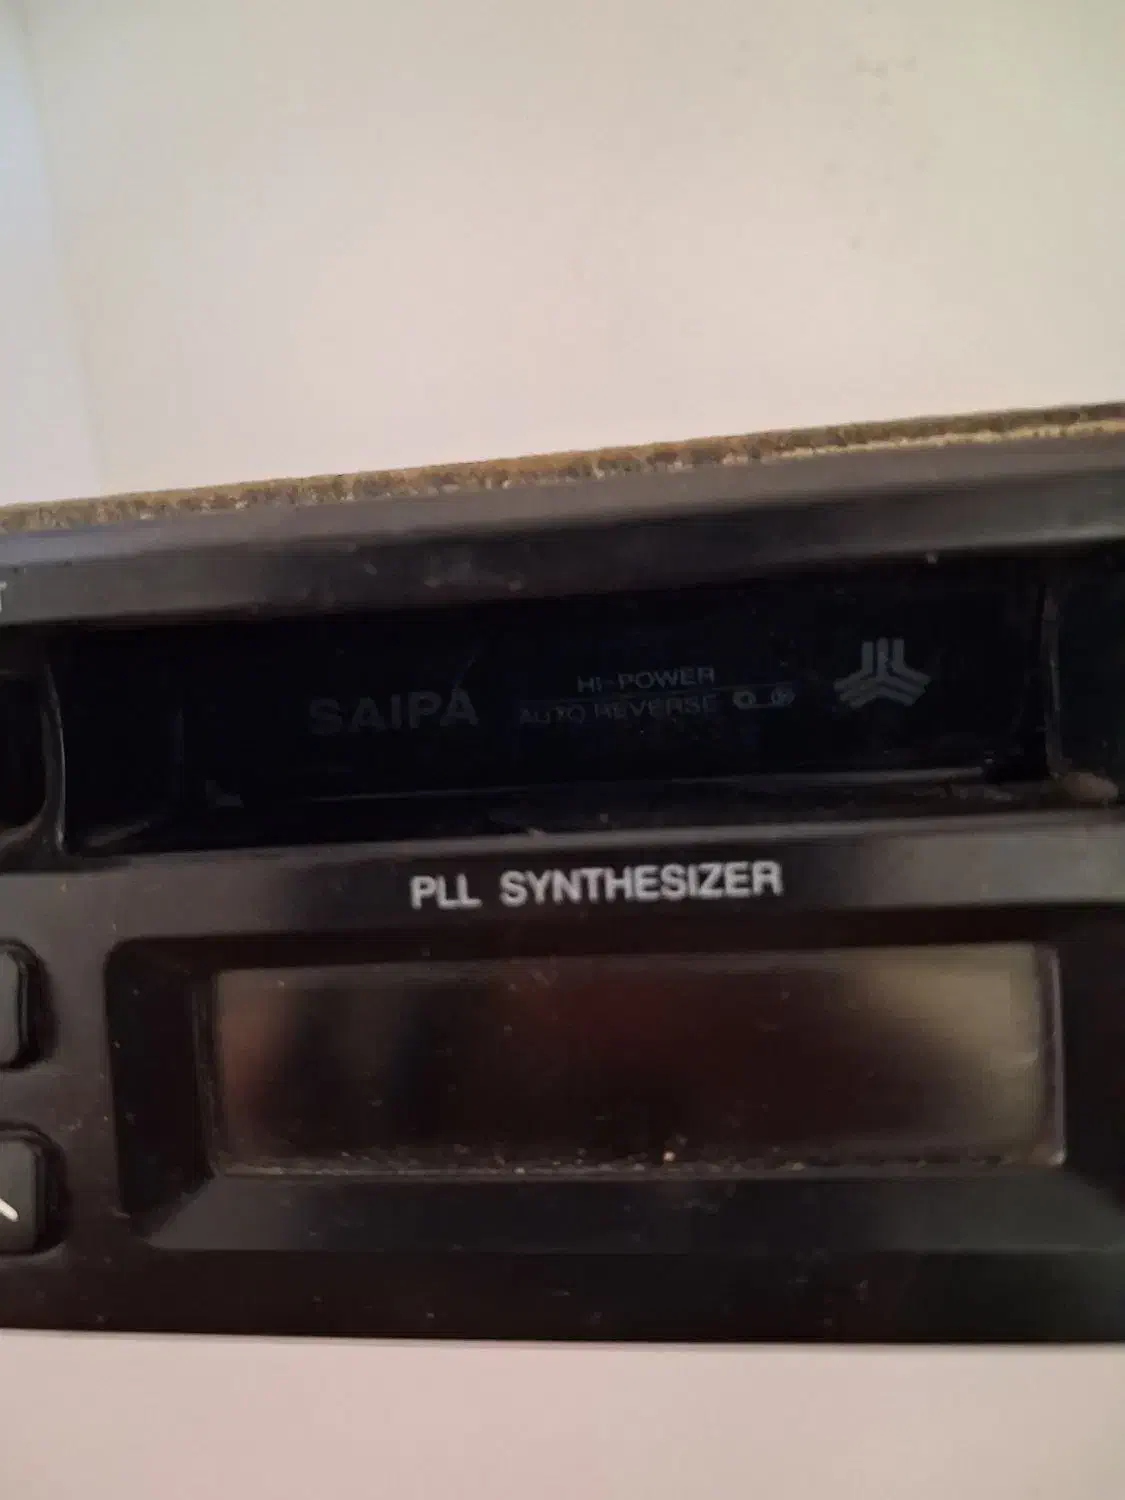 T
SAIPA
HI-POWER
AUTO REVERSE
PLL SYNTHESIZER